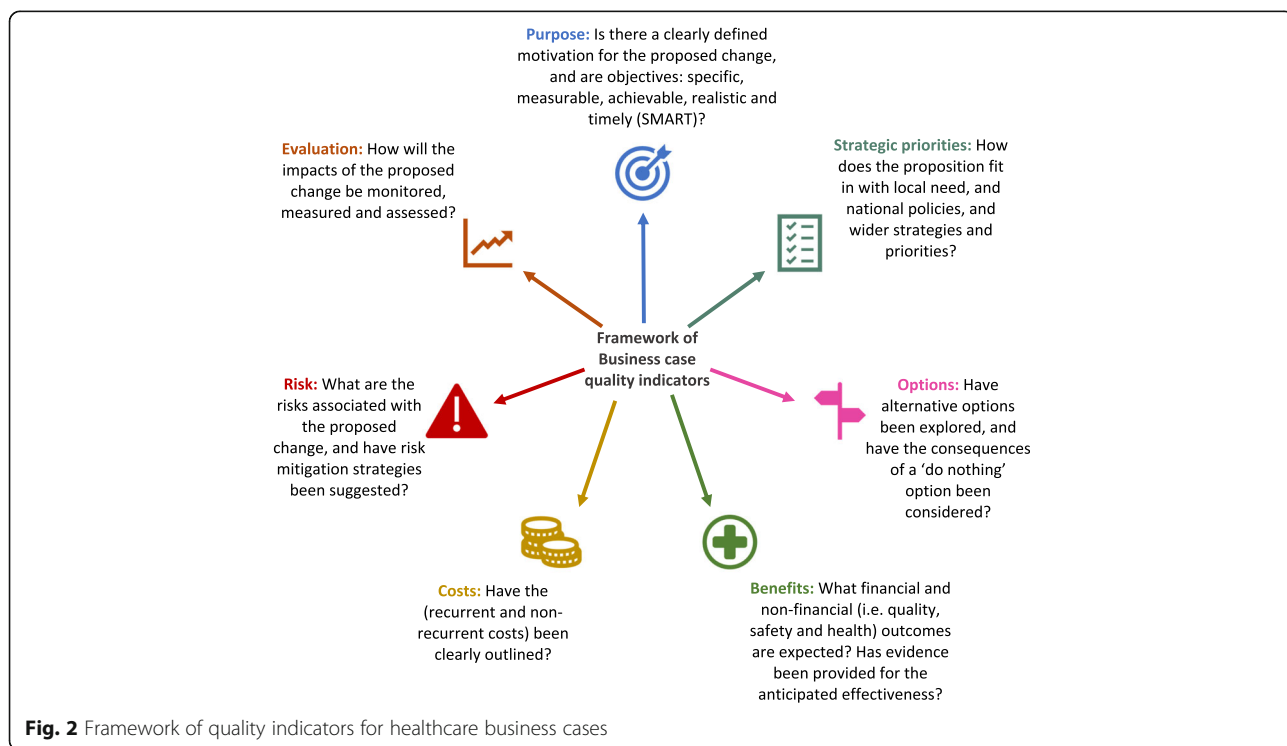 Purpose: Is there a clearly defined
motivation for the proposed change,
and are objectives: specific,
measurable, achievable, realistic and
timely (SMART)?
Strategic priorities: How
does the proposition fit
in with local need, and
national policies, and
wider strategies and
priorities?
Options: Have
alternative options
been explored, and
have the consequences
of a ‘do nothing’
option been
considered?
Benefits: What financial and
non-financial (i.e. quality,
safety and health) outcomes
are expected? Has evidence
been provided for the
anticipated effectiveness?
Costs: Have the
(recurrent and non-
recurrent costs) been
clearly outlined?
Risk: What are the
risks associated with
the proposed
change, and have risk
mitigation strategies
been suggested?
Evaluation: How will the
impacts of the proposed
change be monitored,
measured and assessed?
Framework of
Business case
quality indicators
Fig. 2 Framework of quality indicators for healthcare business cases